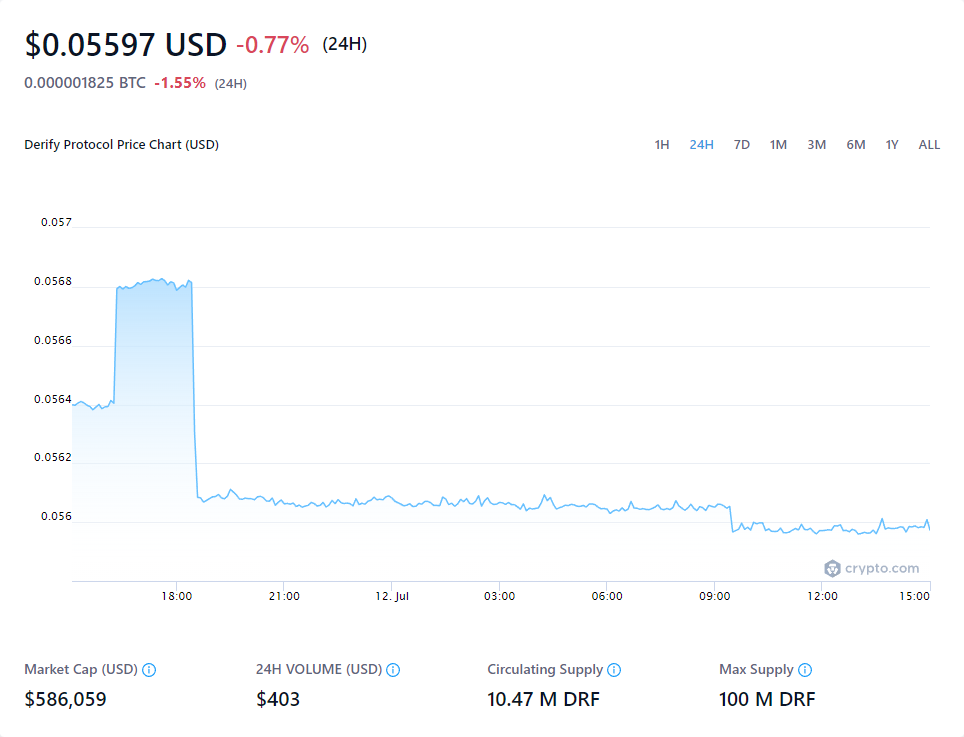 $0.05597 USD -0.77% (24H)
0.000001825 BTC -1.55% (24H)
Derify Protocol Price Chart (USD) 1H 24H 7D 1M 3M 6M 1Y ALL
0.057
0.0568
0.0566
0.0564
0.0562
0.056
crypto.com
18:00 21:00 12. Jul 03:00 06:00 09:00 12:00 15:00
Market Cap (USD) 24H VOLUME (USD) Circulating Supply Max Supply
$586,059 $403 10.47 M DRF 100 M DRF